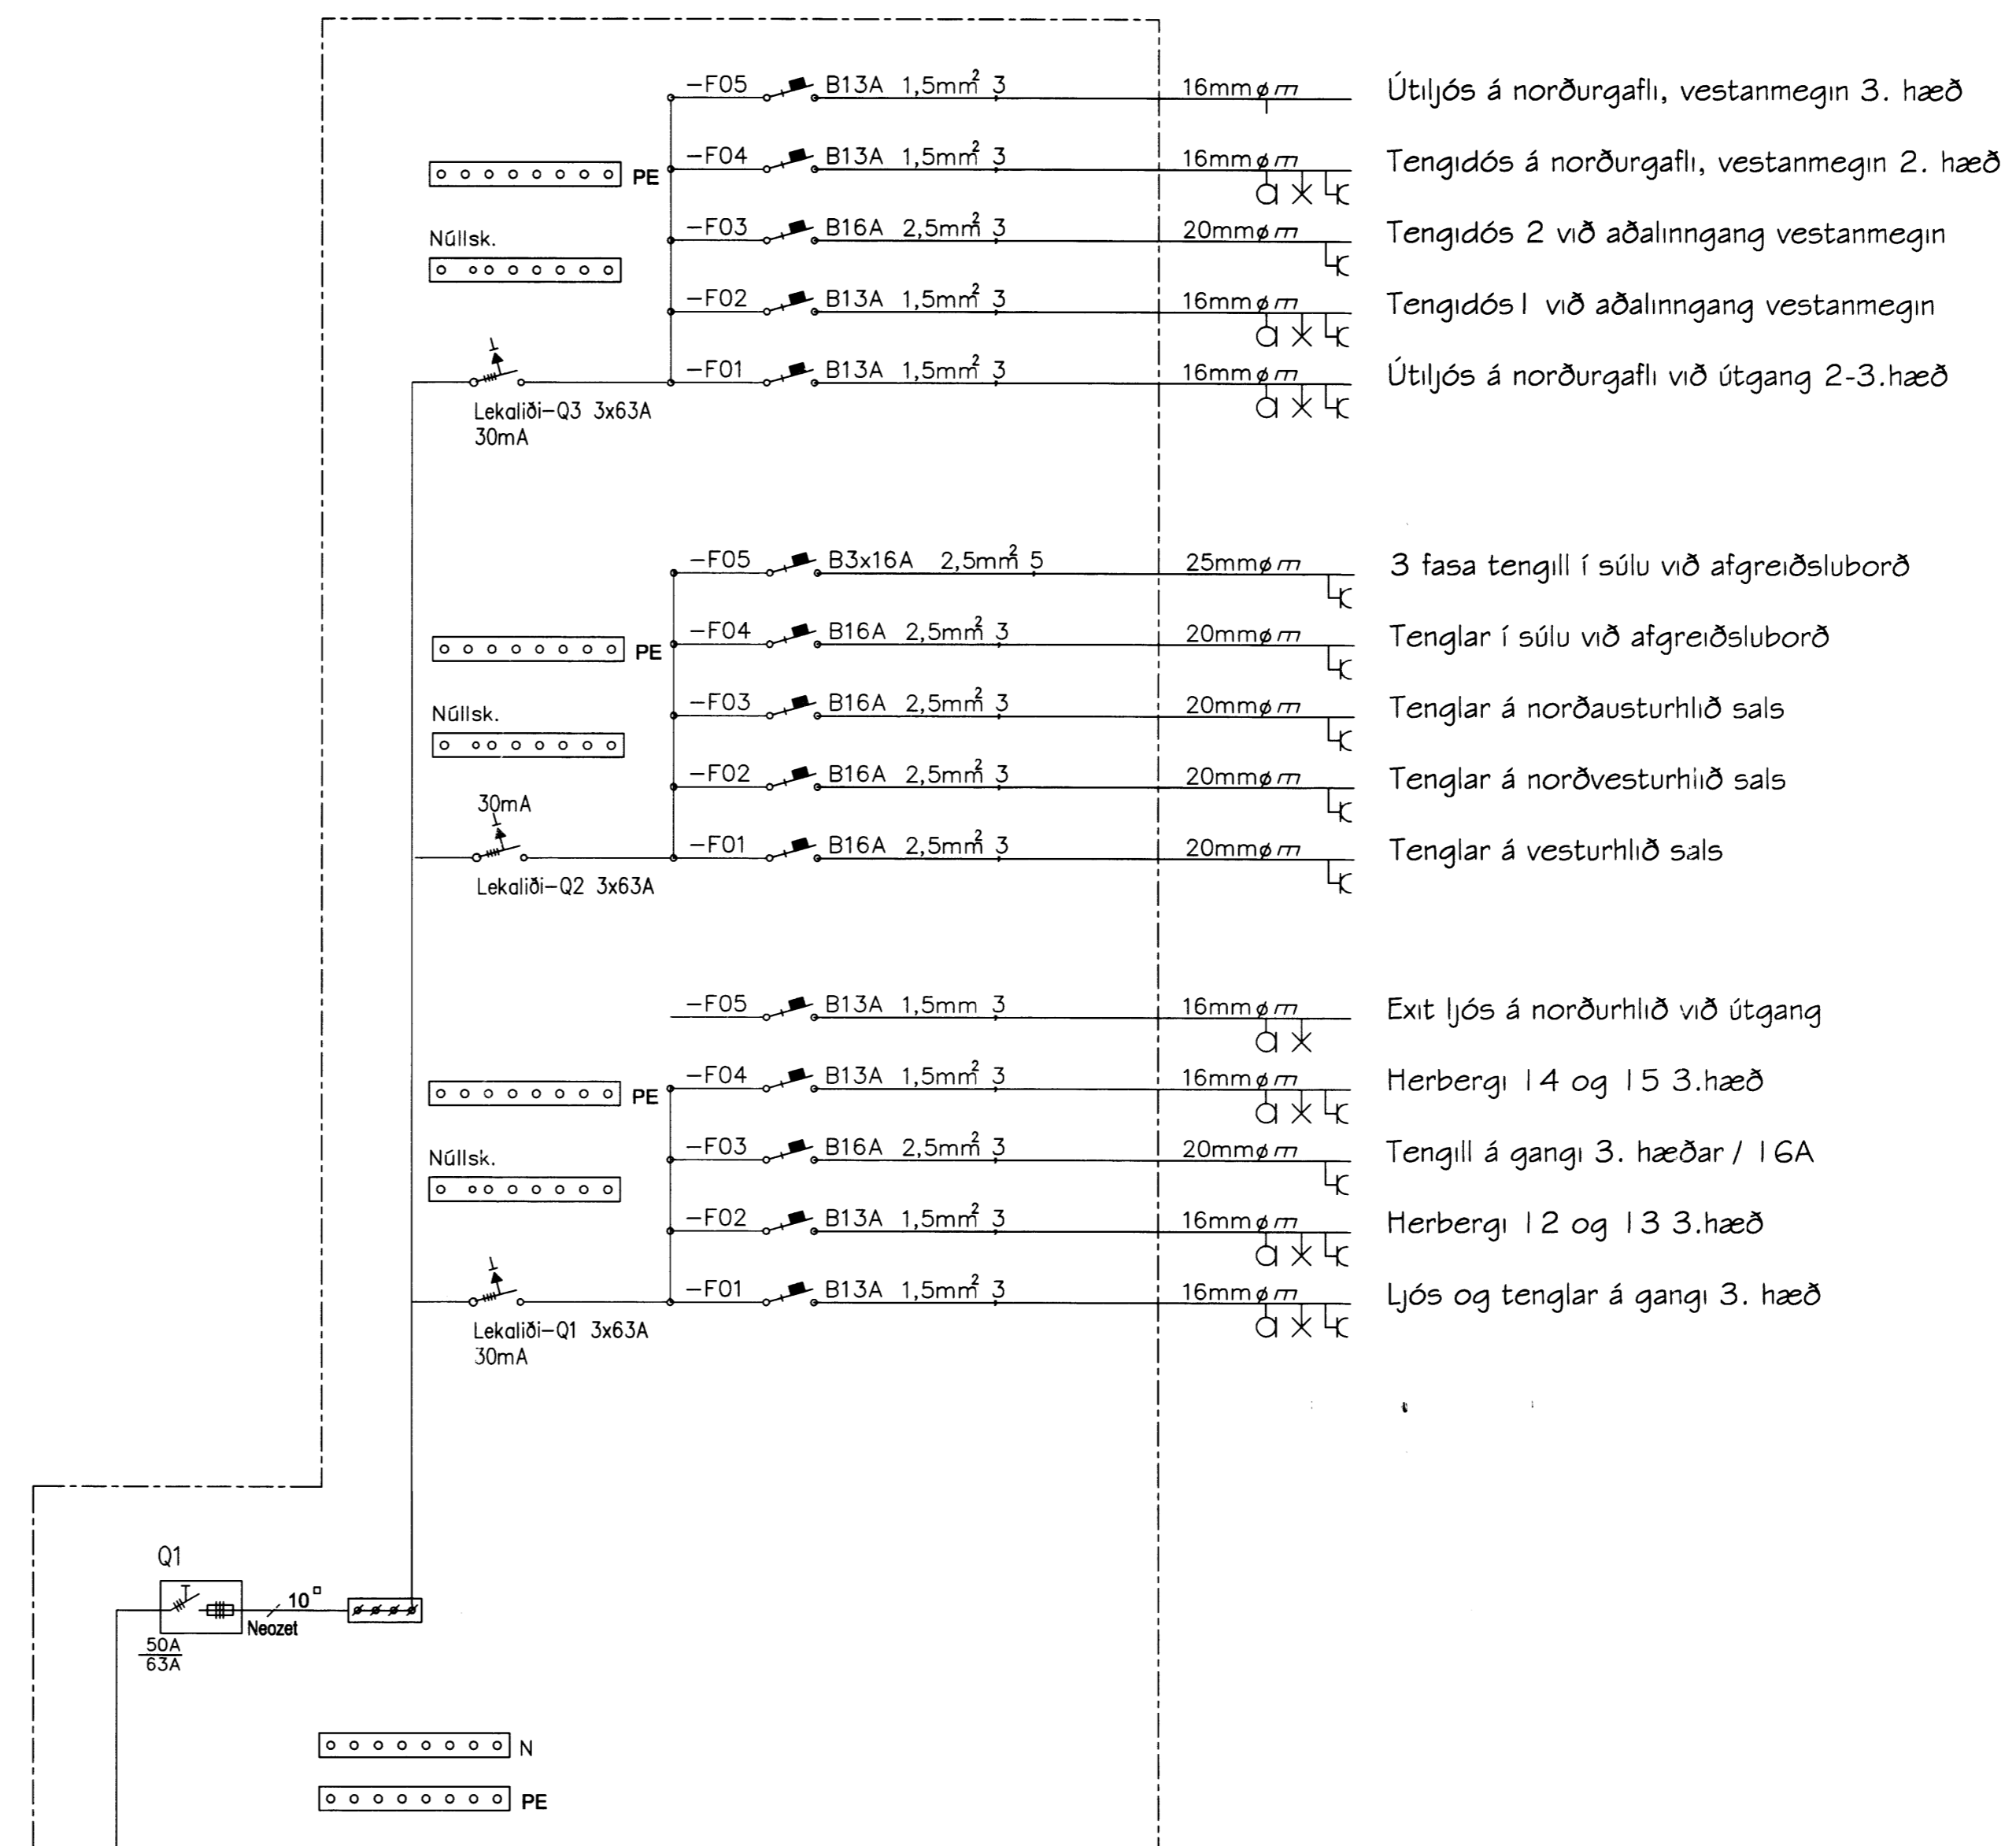 -F05 B13A 1,5mm² 3 16mmø Útiljós á norðurgafli, vestanmegin 3. hæð
-F04 B13A 1,5mm² 3 16mmø Tengidós á norðurgafli, vestanmegin 2. hæð
PE
-F03 B16A 2,5mm² 3 20mmø Tengidós 2 við aðalinngang vestanmegin
Núllsk.
-F02 B13A 1,5mm² 3 16mmø Tengidós1 við aðalinngang vestanmegin
-F01 B13A 1,5mm² 3 16mmø Útiljós á norðurgafli við útgang 2-3.hæð
Lekaliði-Q3 3x63A
30mA
-F05 B3x16A 2,5mm² 5 25mmø 3 fasa tengill í súlu við afgreiðsluborð
-F04 B16A 2,5mm² 3 20mmø Tenglar í súlu við afgreiðsluborð
PE
-F03 B16A 2,5mm² 3 20mmø Tenglar á norðausturhlið sals
Núllsk.
-F02 B16A 2,5mm² 3 20mmø Tenglar á norðvesturhlið sals
30mA
-F01 B16A 2,5mm² 3 20mmø Tenglar á vesturhlið sals
Lekaliði-Q2 3x63A
-F05 B13A 1,5mm 3 16mmø Exit ljós á norðurhlið við útgang
-F04 B13A 1,5mm² 3 16mmø Herbergi 14 og 15 3.hæð
PE
-F03 B16A 2,5mm² 3 20mmø Tengill á gangi 3. hæðar / 16A
Núllsk.
-F02 B13A 1,5mm² 3 16mmø Herbergi 12 og 13 3.hæð
-F01 B13A 1,5mm² 3 16mmø Ljós og tenglar á gangi 3. hæð
Lekaliði-Q1 3x63A
30mA
Q1
10□
Neozet
50A
63A
N
PE